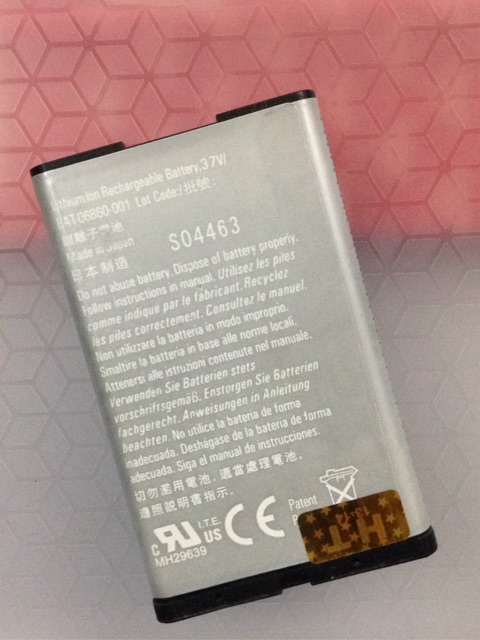 Lithium Ion Rechargeable Battery, 3.7V/
BAT-06860-001 Lot Code:/批號:
鋰離子電池
Made in Japan
日本製造
S04463
Do not abuse battery. Dispose of battery properly.
Follow instructions in manual. Utilisez les piles
comme indique par le fabricant. Recyclez
les piles correctement. Consultez le manuel.
Non utilizzare la batteria in modo improprio.
Smaltire la batteria in base alle norme locali.
Attenersi alle istruzioni contenute nel manuale.
Verwenden Sie Batterien stets
vorschriftsgemäß. Ensorgen Sie Batterien
fachgerecht. Anweisungen in Anleitung
beachten. No utilice la batería de forma
inadecuada. Deshágase de la batería de forma
adecuada. Siga el manual de instrucciones.
切勿濫用電池. 適當處理電池.
遵照說明書指示.
C UR US I.T.E. CE Patent
MH29639
HT